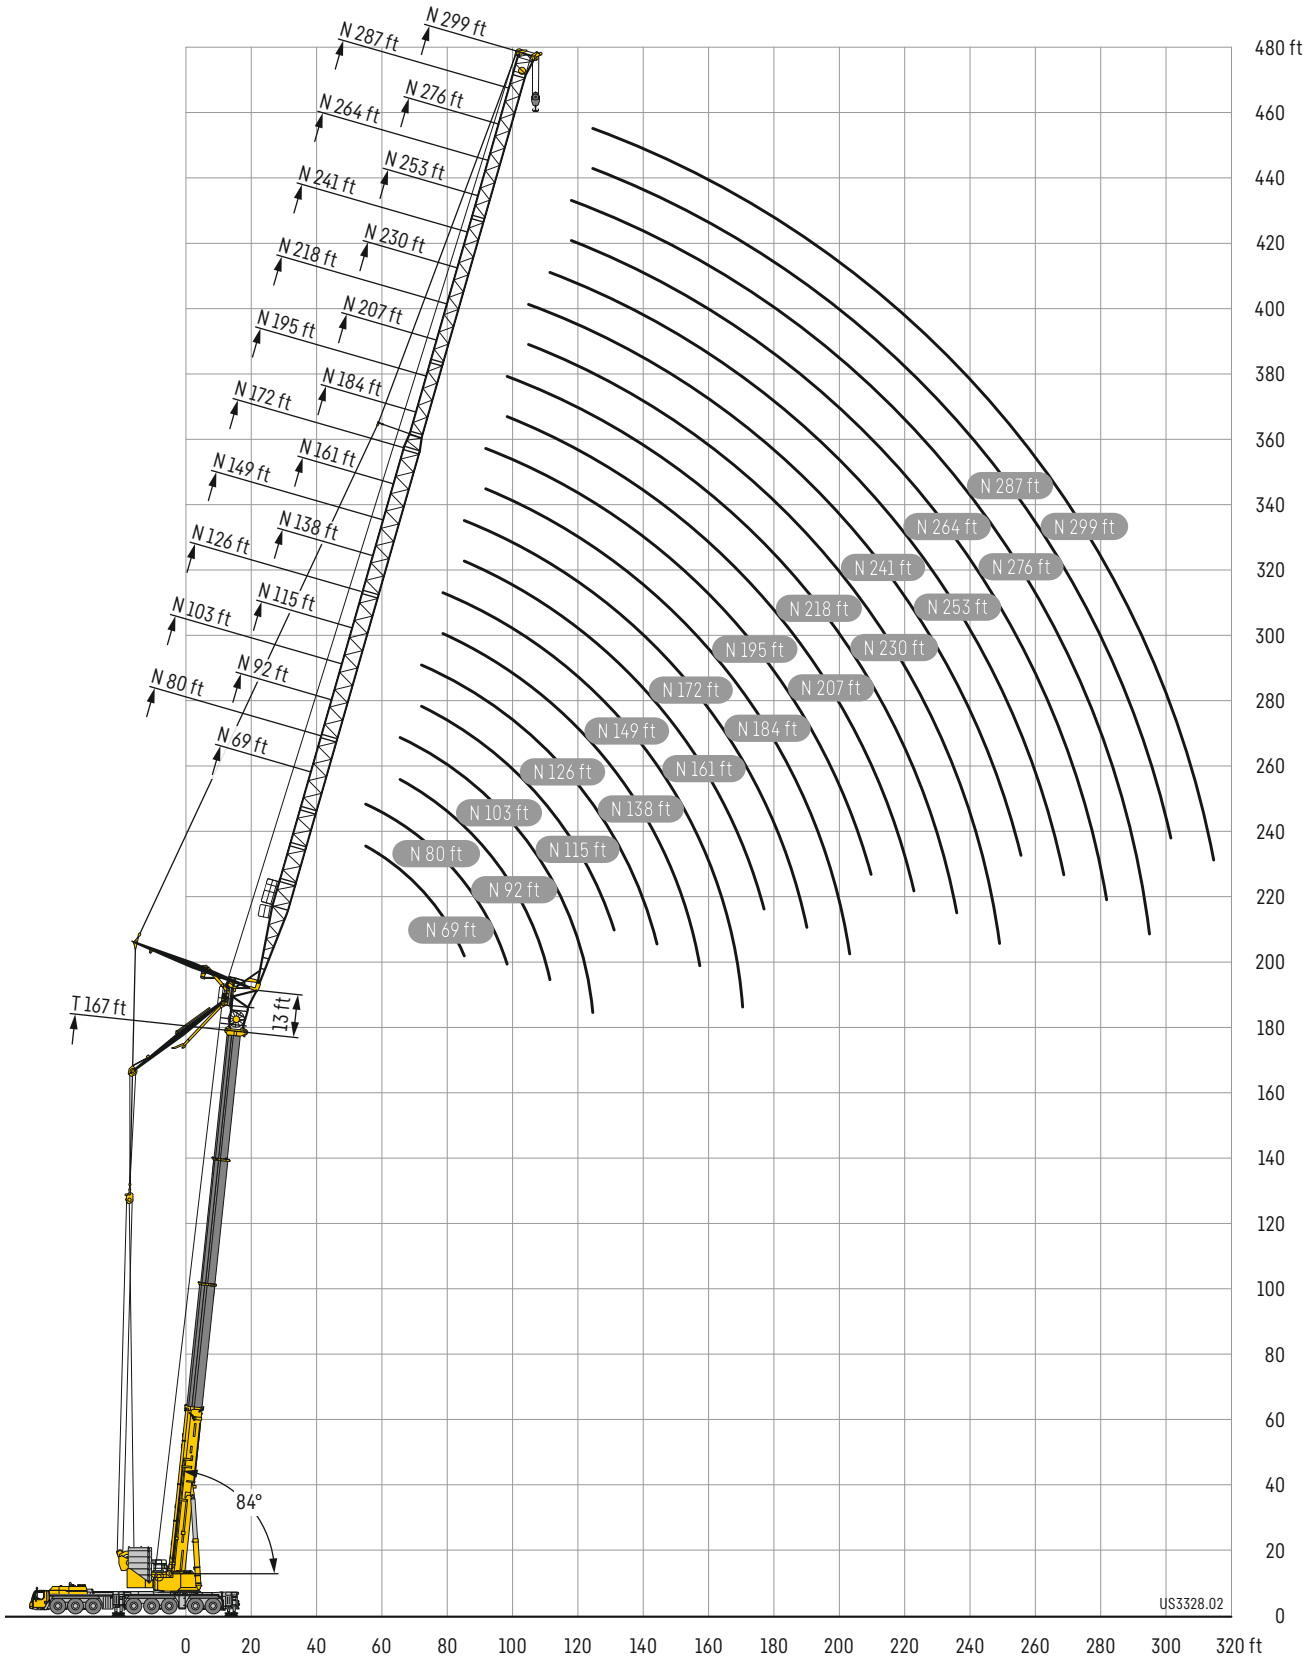 N 299 ft
N 287 ft
480 ft
N 276 ft
N 264 ft
460
N 253 ft
N 241 ft
440
N 230 ft
N 218 ft
420
N 207 ft
N 195 ft
400
N 184 ft
N 172 ft
380
N 161 ft
N 149 ft
360
N 138 ft
N 126 ft
340
N 115 ft
N 103 ft
320
N 92 ft
N 80 ft
300
N 69 ft
280
260
240
220
200
180
160
140
120
100
80
60
40
20
0
N 287 ft
N 264 ft
N 299 ft
N 241 ft
N 276 ft
N 218 ft
N 253 ft
N 195 ft
N 230 ft
N 172 ft
N 207 ft
N 149 ft
N 184 ft
N 126 ft
N 161 ft
N 103 ft
N 138 ft
N 80 ft
N 115 ft
N 92 ft
N 69 ft
T 167 ft
13 ft
84°
US3328.02
0 20 40 60 80 100 120 140 160 180 200 220 240 260 280 300 320 ft